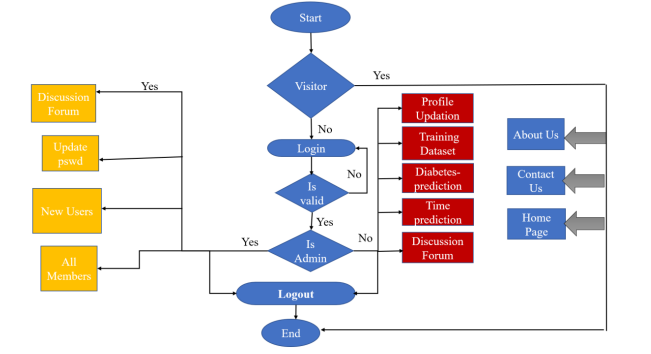 Start
Visitor
Yes
No
Login
No
Is
valid
Yes
Is
Admin
Yes
No
Yes
Discussion
Forum
Update
pswd
New Users
All
Members
Profile
Updation
Training
Dataset
Diabetes-
prediction
Time
prediction
Discussion
Forum
About Us
Contact
Us
Home
Page
Logout
End